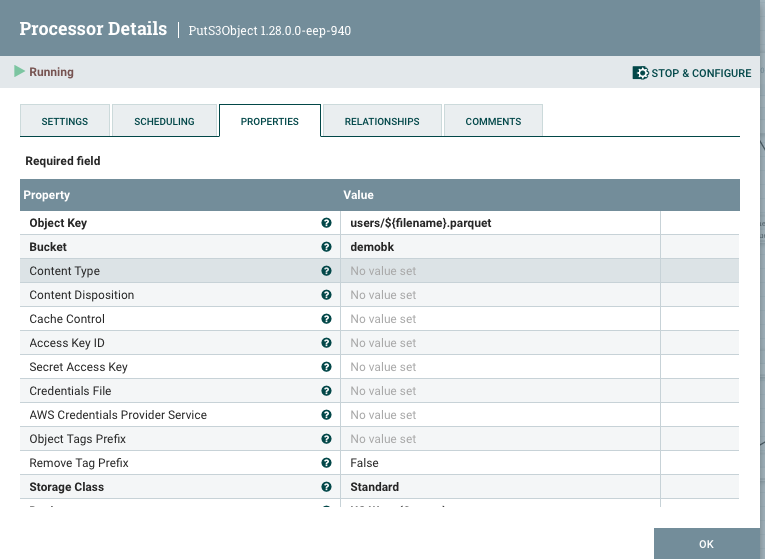 Processor Details | PutS3Object 1.28.0.0-eep-940
Running
STOP & CONFIGURE
SETTINGS SCHEDULING PROPERTIES RELATIONSHIPS COMMENTS
Required field
Property Value
Object Key users/${filename}.parquet
Bucket demobk
Content Type No value set
Content Disposition No value set
Cache Control No value set
Access Key ID No value set
Secret Access Key No value set
Credentials File No value set
AWS Credentials Provider Service No value set
Object Tags Prefix No value set
Remove Tag Prefix False
Storage Class Standard
OK